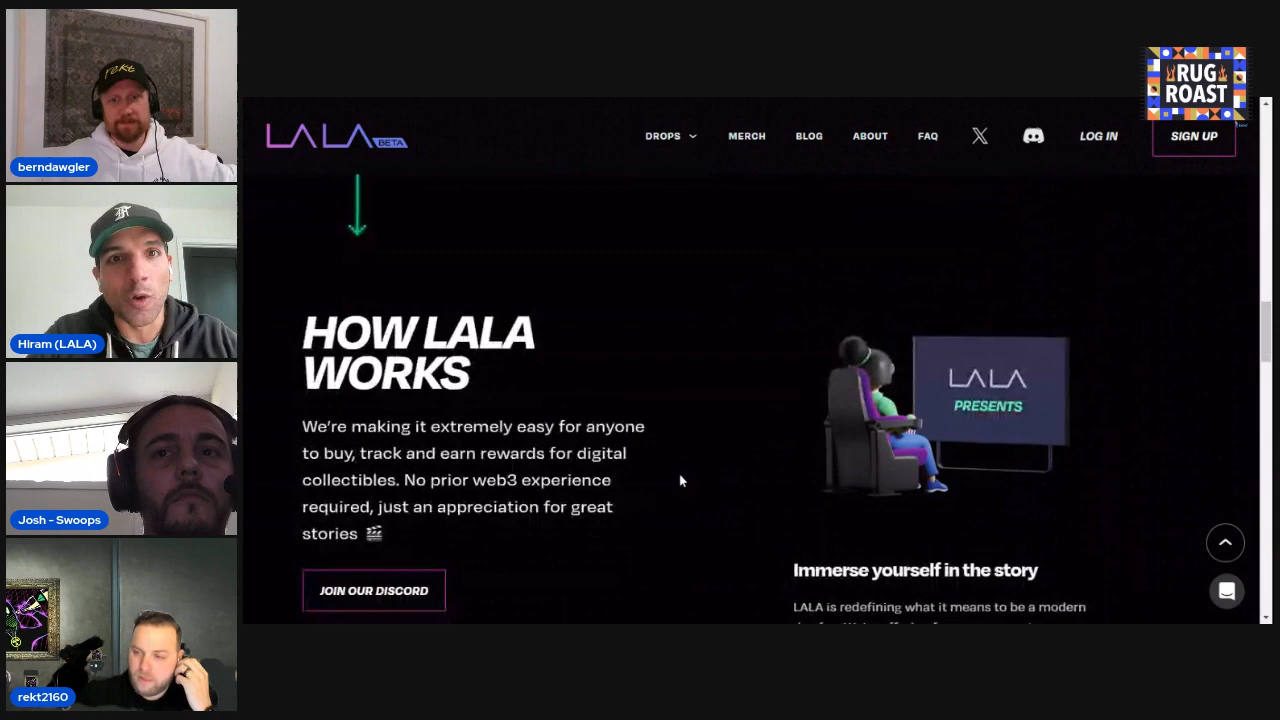 rekt
berndawgler
F
Hiram (LALA)
Josh - Swoops
rekt2160
RUG
ROAST
LALA BETA
DROPS
MERCH
BLOG
ABOUT
FAQ
LOG IN
SIGN UP
HOW LALA
WORKS
We're making it extremely easy for anyone
to buy, track and earn rewards for digital
collectibles. No prior web3 experience
required, just an appreciation for great
stories 🎬
JOIN OUR DISCORD
LALA
PRESENTS
Immerse yourself in the story
LALA is redefining what it means to be a modern